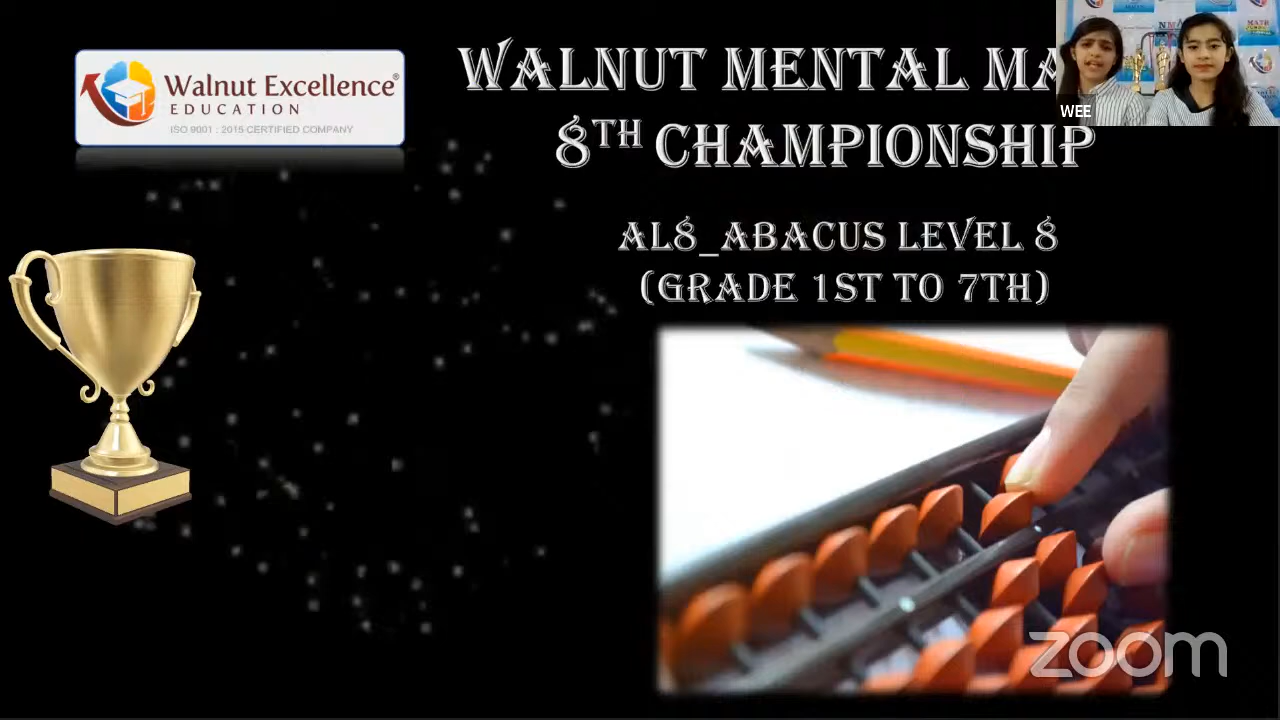 Walnut Excellence®
EDUCATION
ISO 9001 : 2015 CERTIFIED COMPANY
WALNUT MENTAL MA
8TH CHAMPIONSHIP
WEE
AL8_ABACUS LEVEL 8
(GRADE 1ST TO 7TH)
zoom